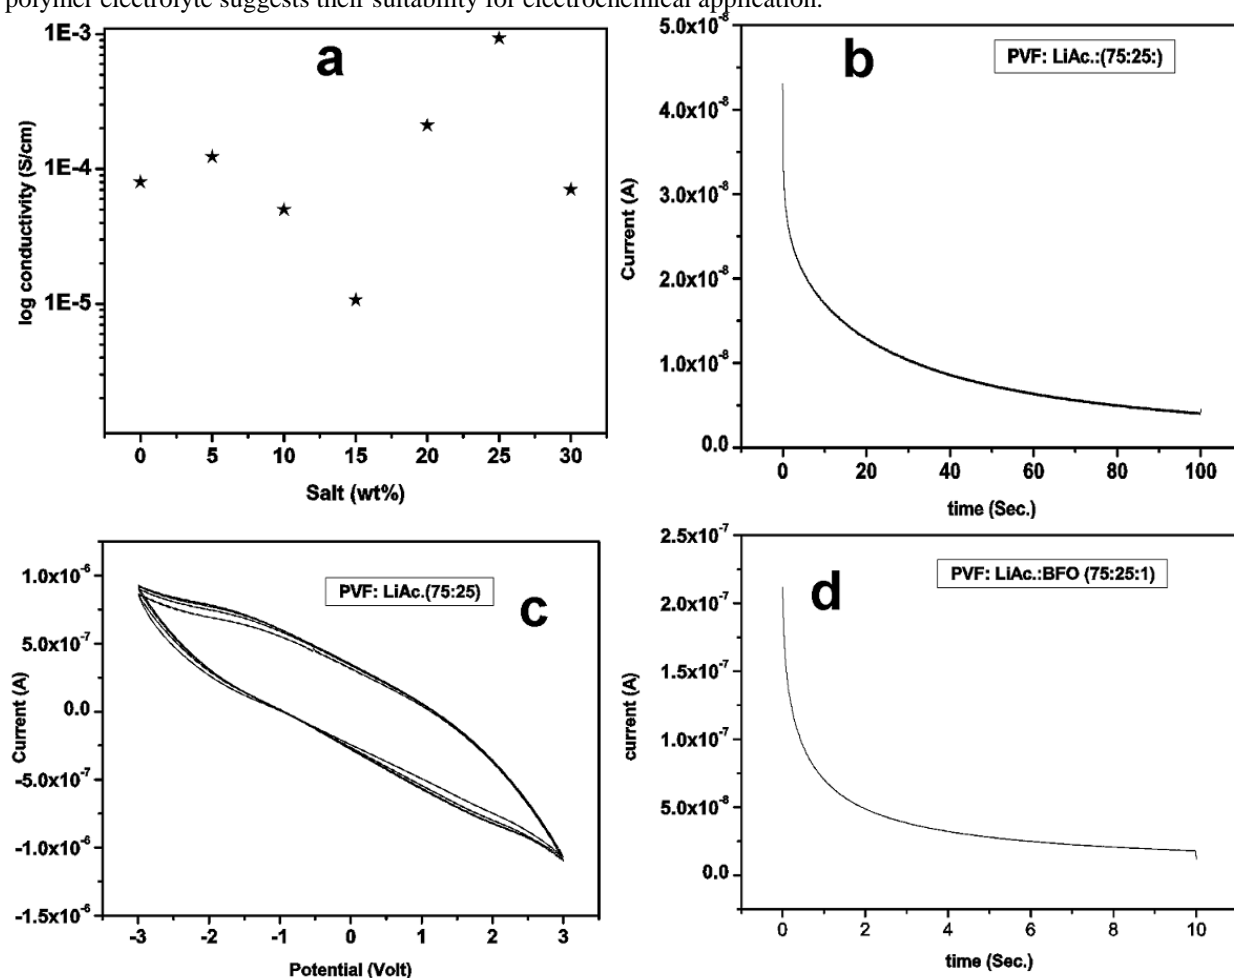 polymer electrolyte suggests their suitability for electrochemical application.
a
1E-3
1E-4
1E-5
log conductivity (S/cm)
0 5 10 15 20 25 30
Salt (wt%)
b
PVF: LiAc.:(75:25:)
5.0x10⁻⁸
4.0x10⁻⁸
3.0x10⁻⁸
2.0x10⁻⁸
1.0x10⁻⁸
0.0
Current (A)
0 20 40 60 80 100
time (Sec.)
c
PVF: LiAc.(75:25)
1.0x10⁻⁶
5.0x10⁻⁷
0.0
-5.0x10⁻⁷
-1.0x10⁻⁶
-1.5x10⁻⁶
Current (A)
-3 -2 -1 0 1 2 3
Potential (Volt)
d
PVF: LiAc.:BFO (75:25:1)
2.5x10⁻⁷
2.0x10⁻⁷
1.5x10⁻⁷
1.0x10⁻⁷
5.0x10⁻⁸
0.0
current (A)
0 2 4 6 8 10
time (Sec.)